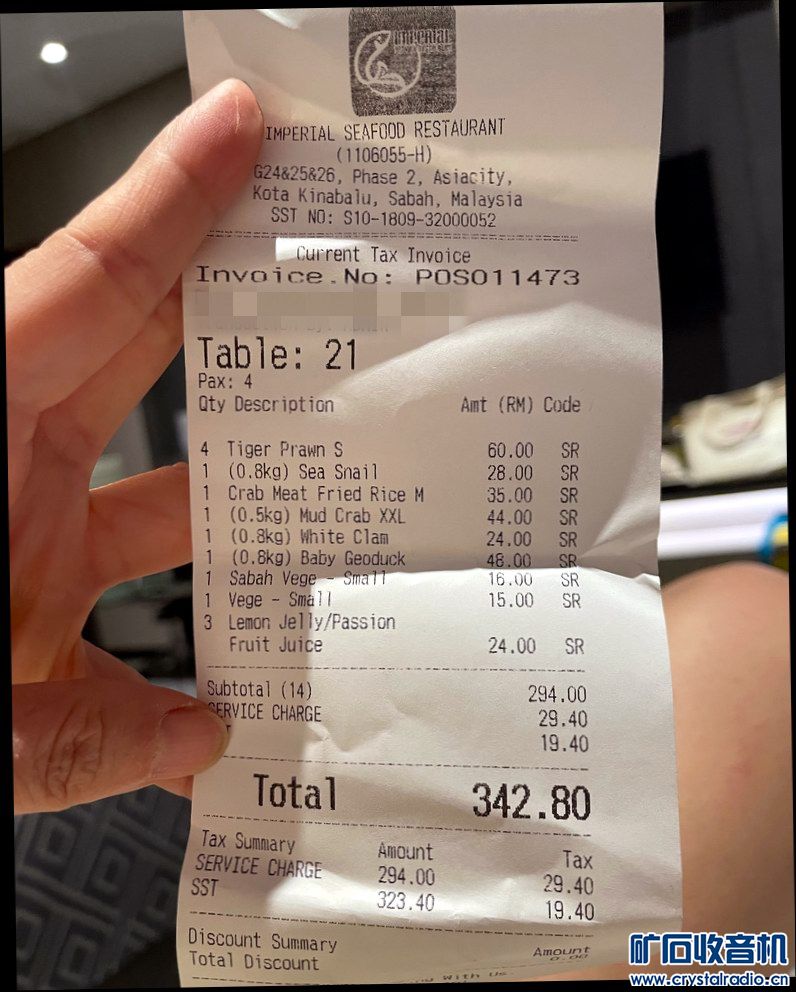 IMPERIAL
IMPERIAL SEAFOOD RESTAURANT
(1106055-H)
G24&25&26, Phase 2, Asiacity,
Kota Kinabalu, Sabah, Malaysia
SST NO: S10-1809-32000052
Current Tax Invoice
Invoice.No: POS011473
Table: 21
Pax: 4
Qty Description Amt (RM) Code
4 Tiger Prawn S 60.00 SR
1 (0.8kg) Sea Snail 28.00 SR
1 Crab Meat Fried Rice M 35.00 SR
1 (0.5kg) Mud Crab XXL 44.00 SR
1 (0.8kg) White Clam 24.00 SR
1 (0.8kg) Baby Geoduck 48.00 SR
1 Sabah Vege - Small 16.00 SR
1 Vege - Small 15.00 SR
3 Lemon Jelly/Passion
Fruit Juice 24.00 SR
Subtotal (14) 294.00
SERVICE CHARGE 29.40
19.40
Total 342.80
Tax Summary Amount Tax
SERVICE CHARGE 294.00 29.40
SST 323.40 19.40
Discount Summary Amount
Total Discount 0.00
With Us.
矿石收音机
www.crystalradio.cn